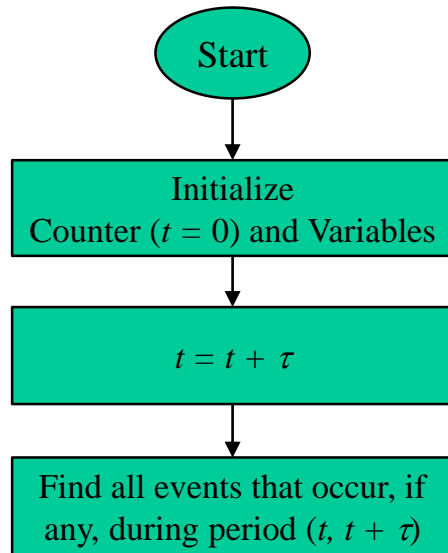 Start
Initialize
Counter (t = 0) and Variables
t = t + τ
Find all events that occur, if
any, during period (t, t + τ)